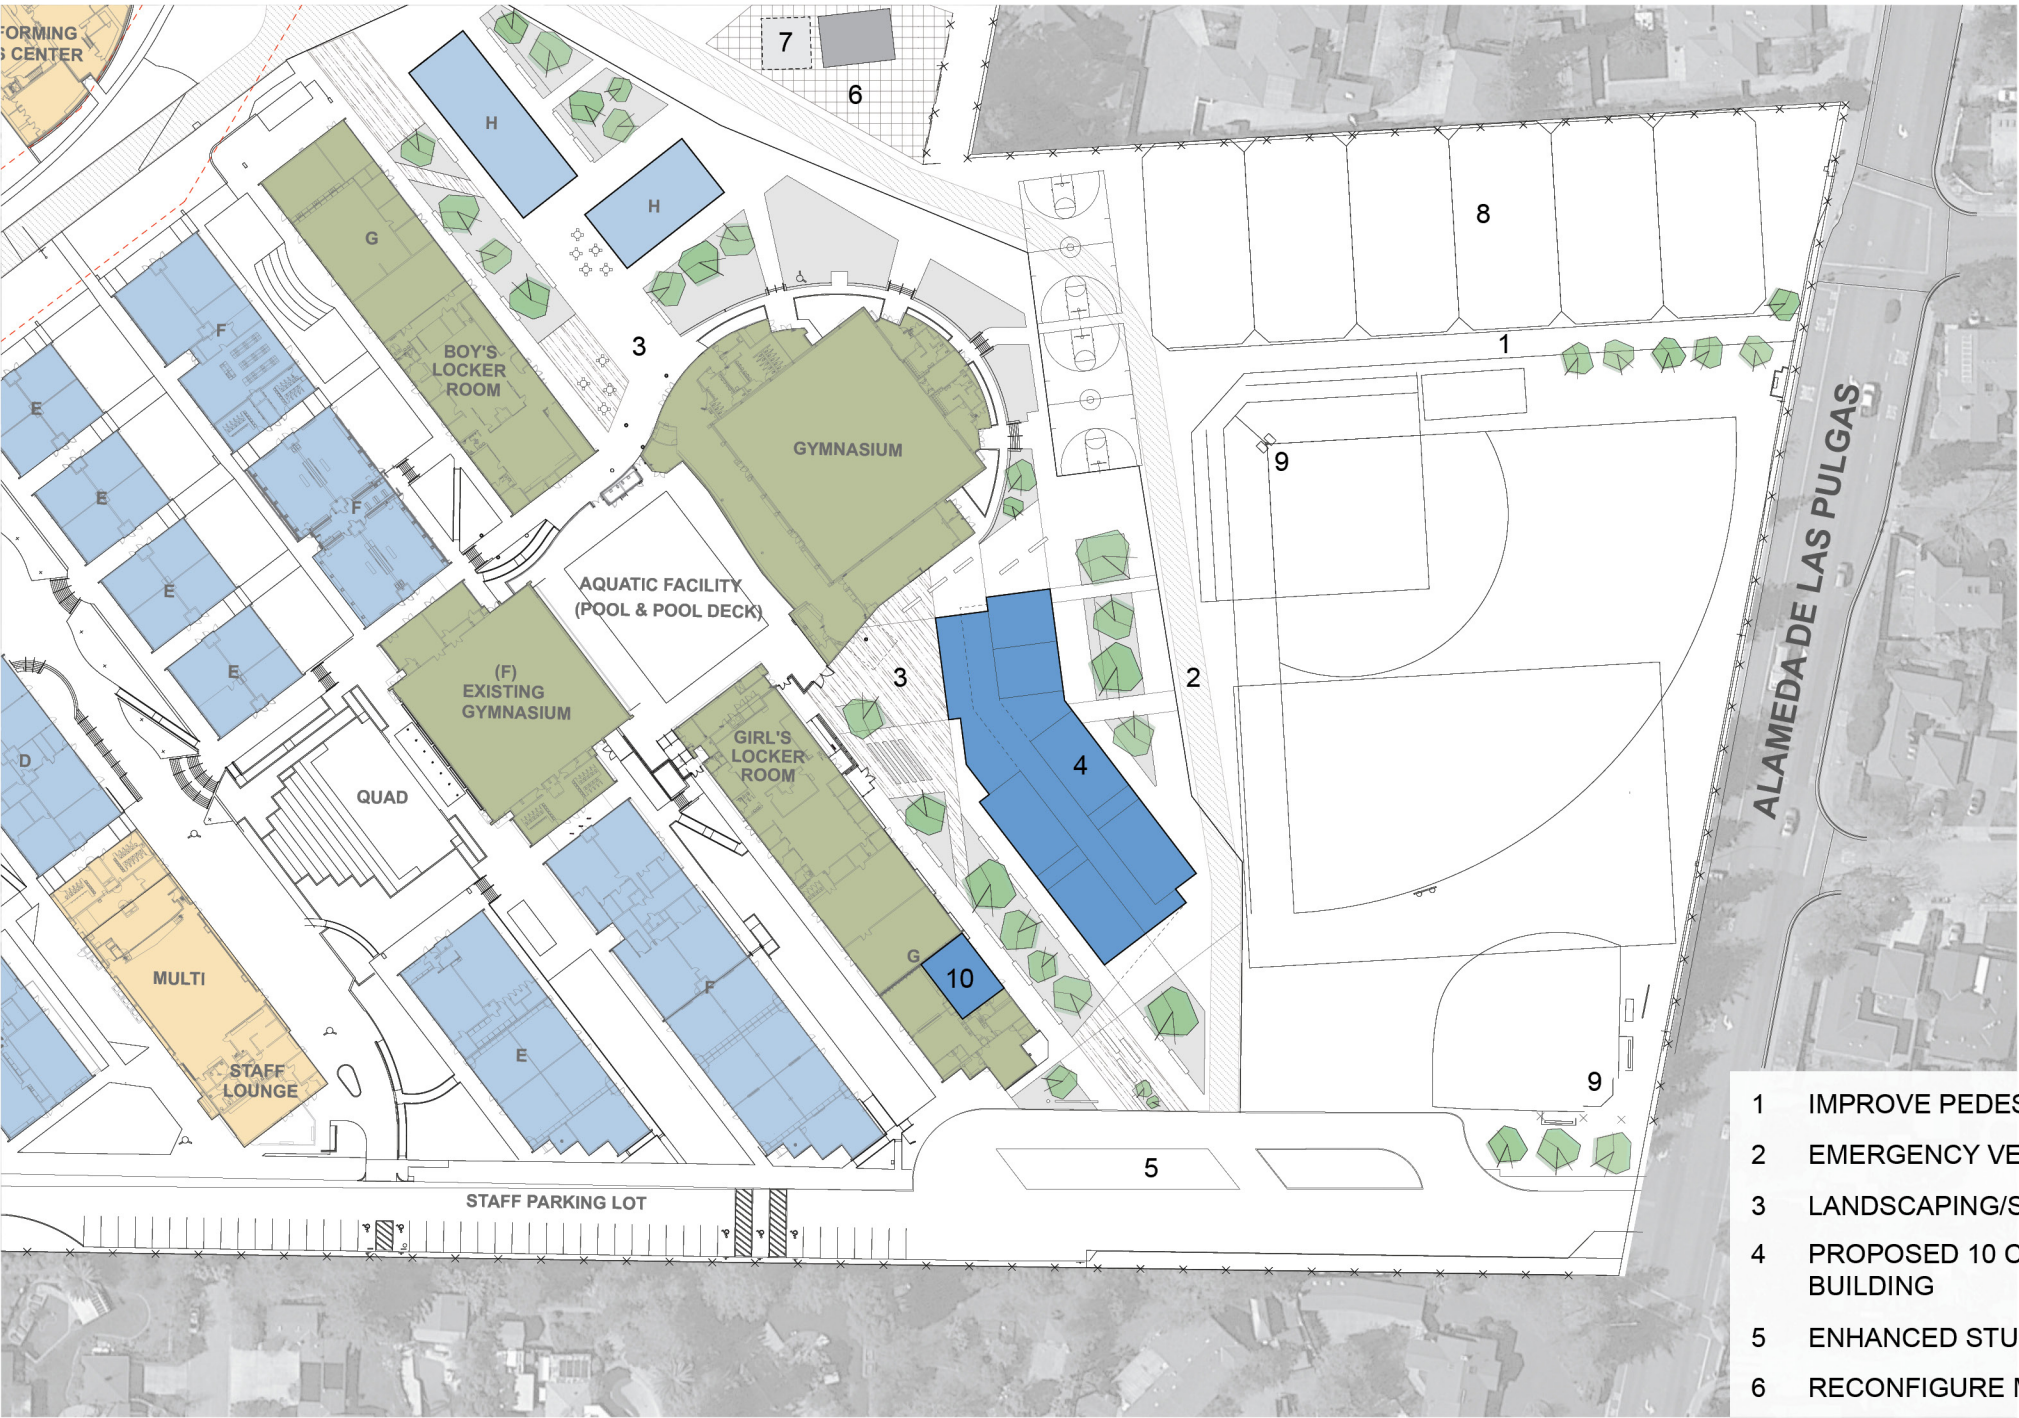 FORMING
S CENTER
7
6
H
H
G
8
F
3
1
BOY'S
LOCKER
ROOM
E
GYMNASIUM
9
E
F
ALAMEDA DE LAS PULGAS
E
AQUATIC FACILITY
(POOL & POOL DECK)
E
(F)
EXISTING
GYMNASIUM
3
2
D
GIRL'S
LOCKER
ROOM
4
QUAD
MULTI
G
10
F
E
STAFF
LOUNGE
9
5
STAFF PARKING LOT
1 IMPROVE PEDES
2 EMERGENCY VE
3 LANDSCAPING/S
4 PROPOSED 10 C
BUILDING
5 ENHANCED STU
6 RECONFIGURE